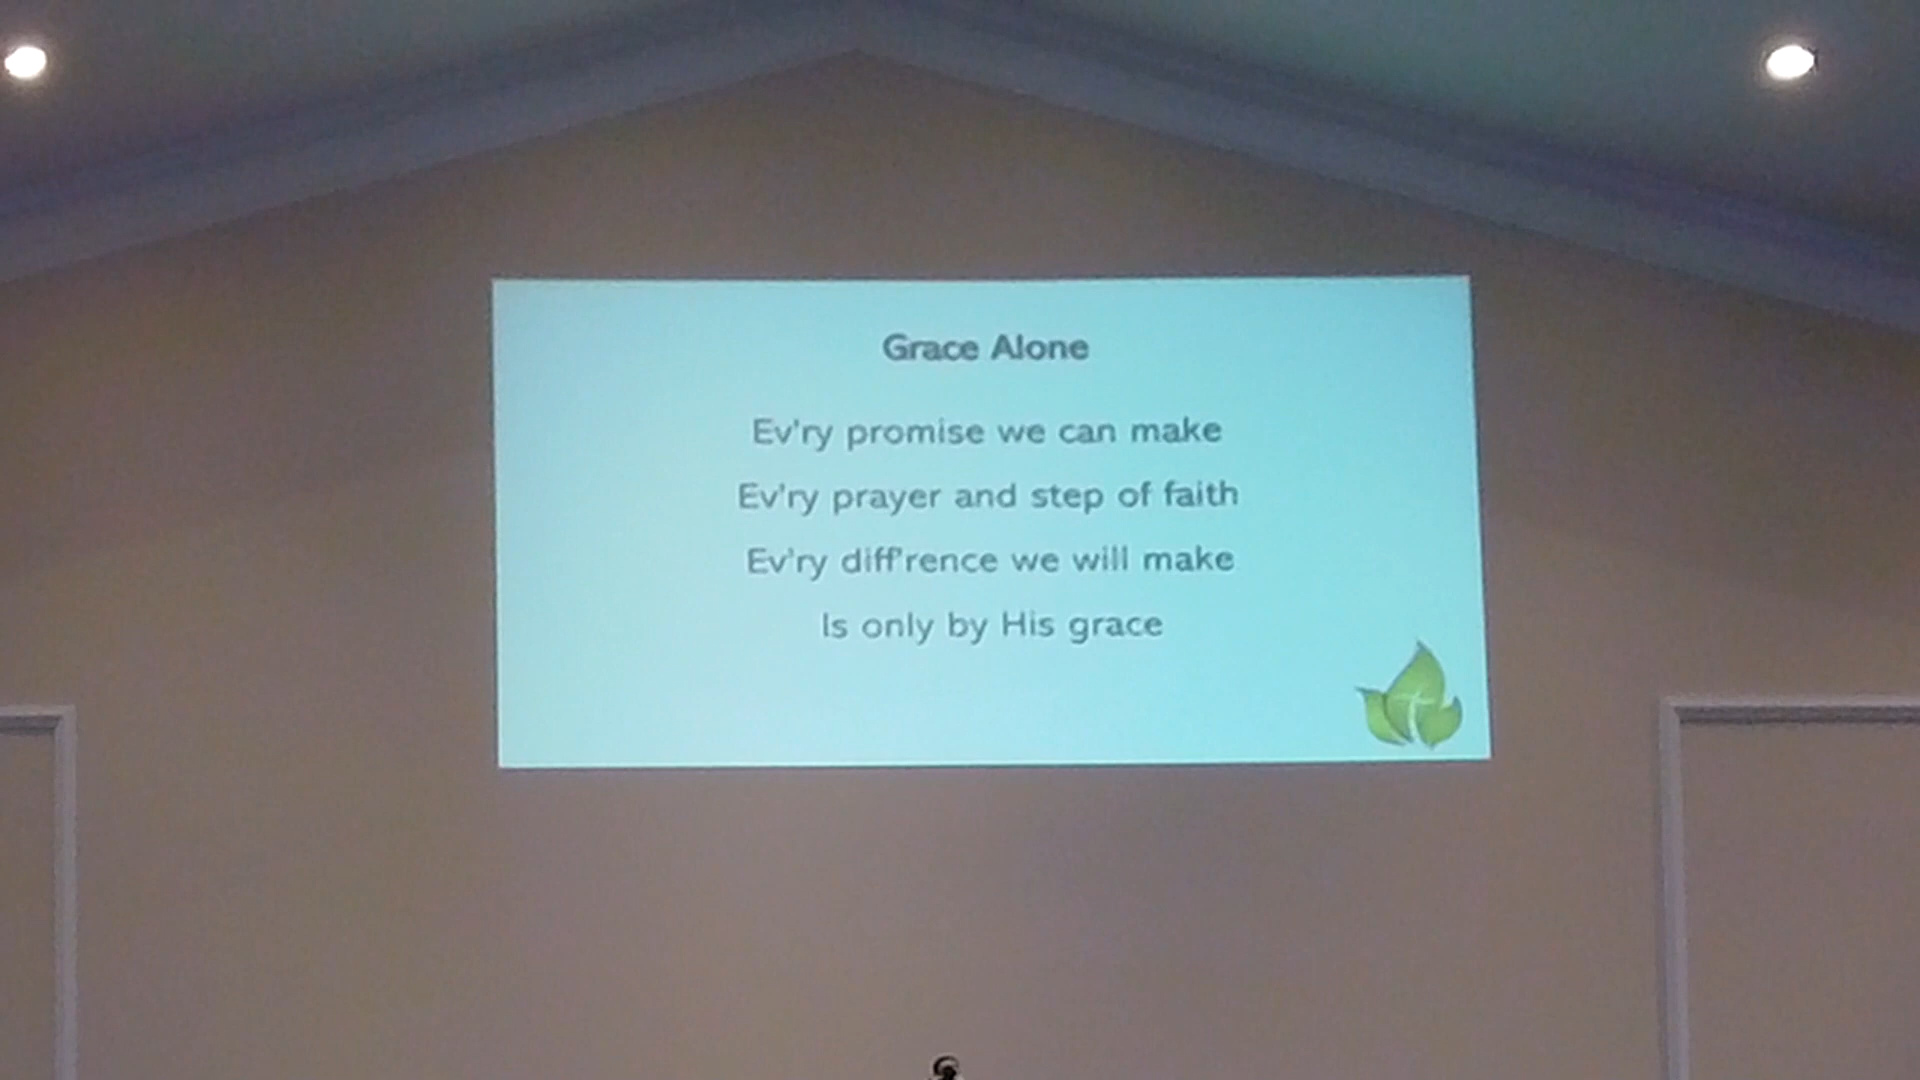 Grace Alone
Ev'ry promise we can make
Ev'ry prayer and step of faith
Ev'ry diff'rence we will make
Is only by His grace